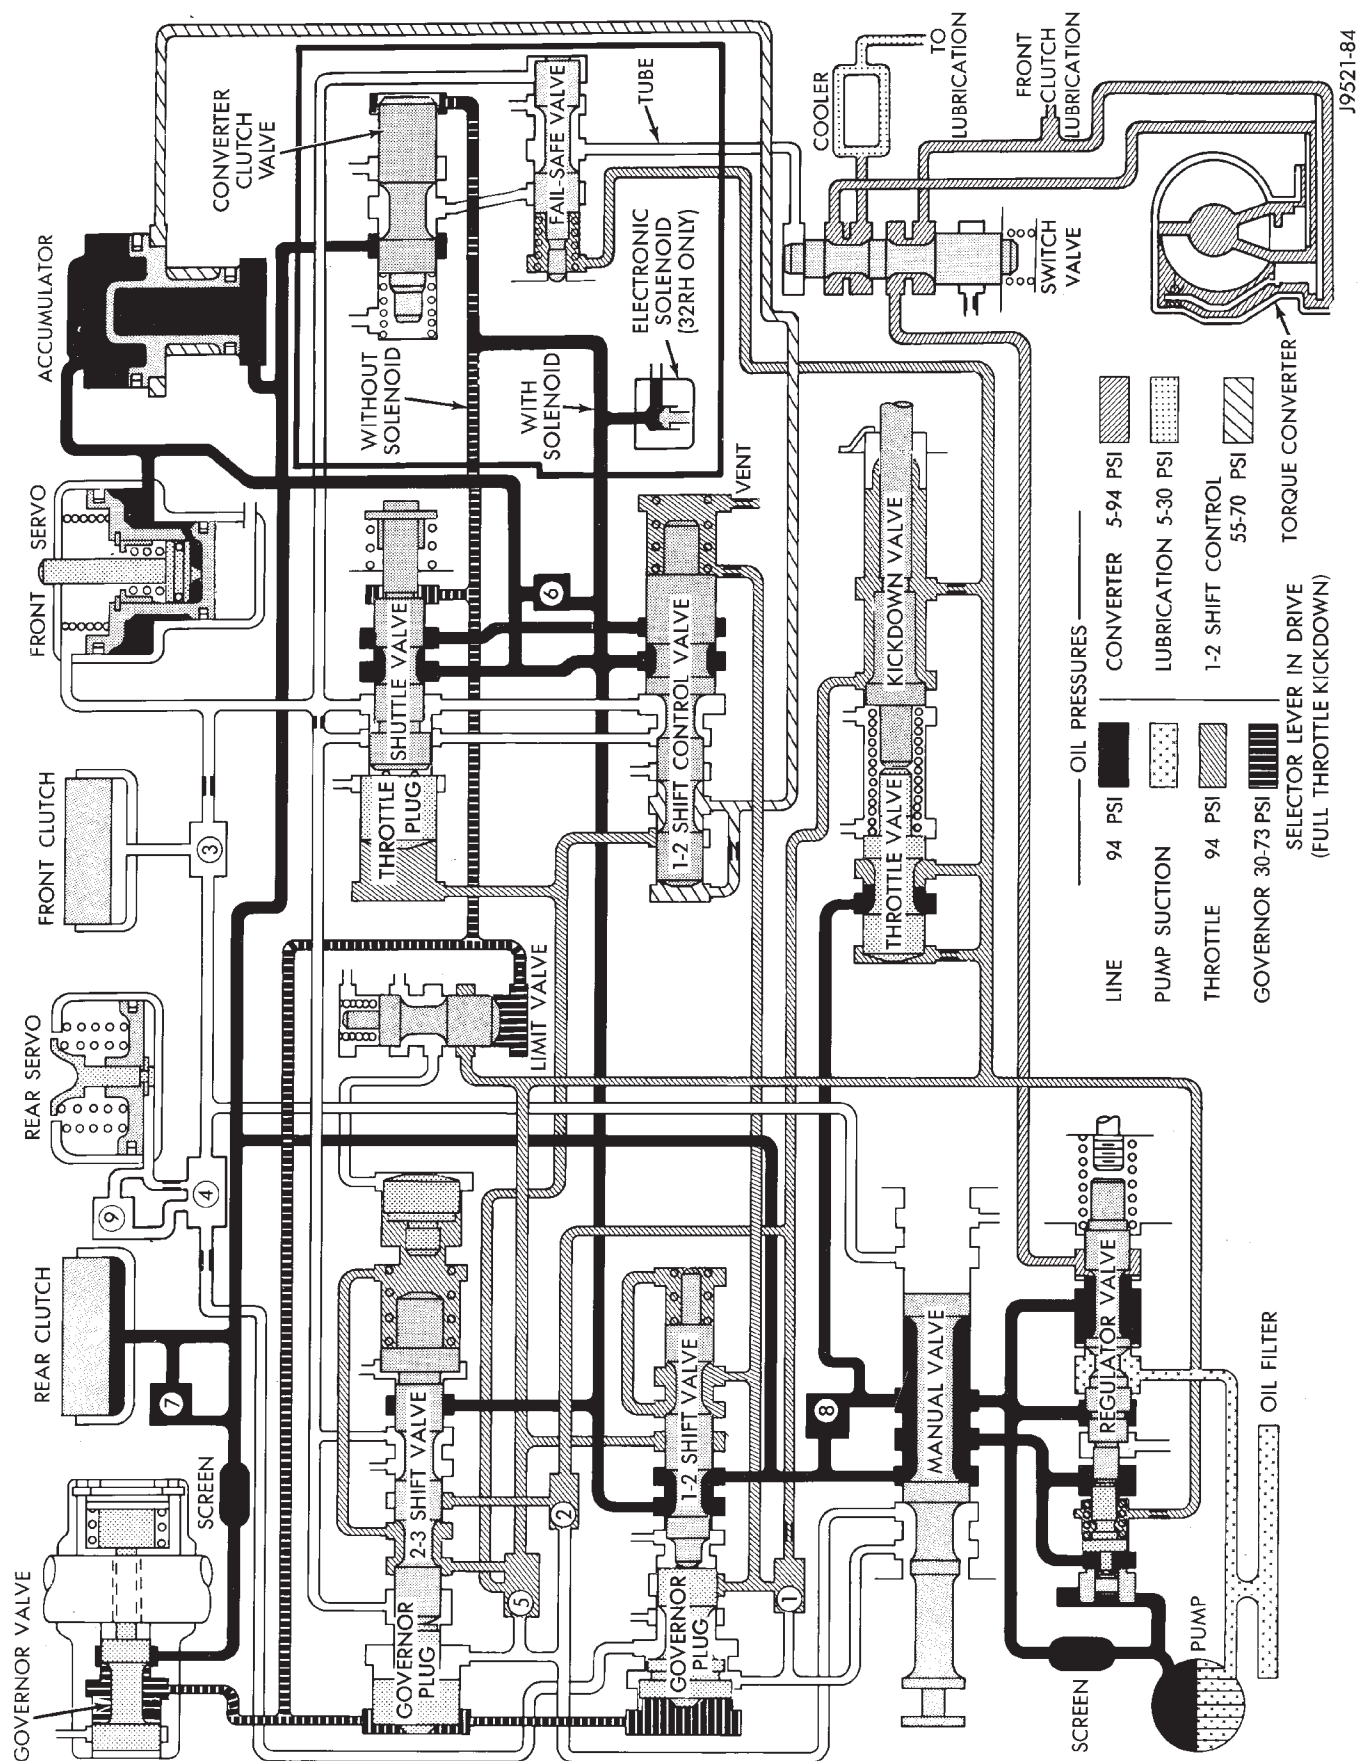 GOVERNOR VALVE
SCREEN
REAR CLUTCH
7
9
4
REAR SERVO
FRONT CLUTCH
3
FRONT SERVO
ACCUMULATOR
CONVERTER
CLUTCH
VALVE
GOVERNOR
PLUG
2-3 SHIFT VALVE
5
2
LIMIT VALVE
THROTTLE
PLUG
SHUTTLE VALVE
WITHOUT
SOLENOID
WITH
SOLENOID
6
FAIL-SAFE VALVE
TUBE
ELECTRONIC
SOLENOID
(32RH ONLY)
GOVERNOR
PLUG
1-2 SHIFT VALVE
1
8
1-2 SHIFT CONTROL VALVE
VENT
COOLER
TO
LUBRICATION
FRONT
CLUTCH
LUBRICATION
SWITCH
VALVE
MANUAL VALVE
THROTTLE VALVE
KICKDOWN VALVE
REGULATOR VALVE
SCREEN
PUMP
OIL FILTER
OIL PRESSURES
LINE 94 PSI
PUMP SUCTION
THROTTLE 94 PSI
GOVERNOR 30-73 PSI
CONVERTER 5-94 PSI
LUBRICATION 5-30 PSI
1-2 SHIFT CONTROL
55-70 PSI
SELECTOR LEVER IN DRIVE
(FULL THROTTLE KICKDOWN)
TORQUE CONVERTER
J9521-84